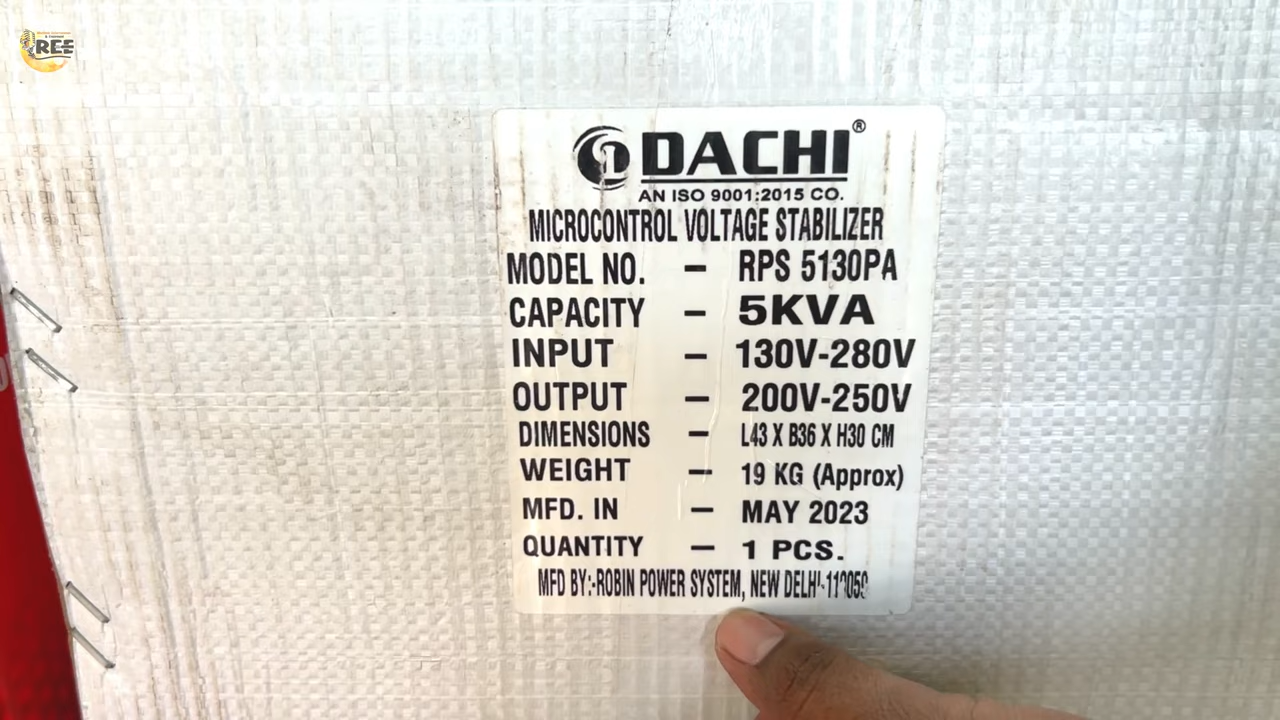 REE
DACHI®
AN ISO 9001:2015 CO.
MICROCONTROL VOLTAGE STABILIZER
MODEL NO. – RPS 5130PA
CAPACITY – 5KVA
INPUT – 130V-280V
OUTPUT – 200V-250V
DIMENSIONS – L43 X B36 X H30 CM
WEIGHT – 19 KG (Approx)
MFD. IN – MAY 2023
QUANTITY – 1 PCS.
MFD BY:-ROBIN POWER SYSTEM, NEW DELHI